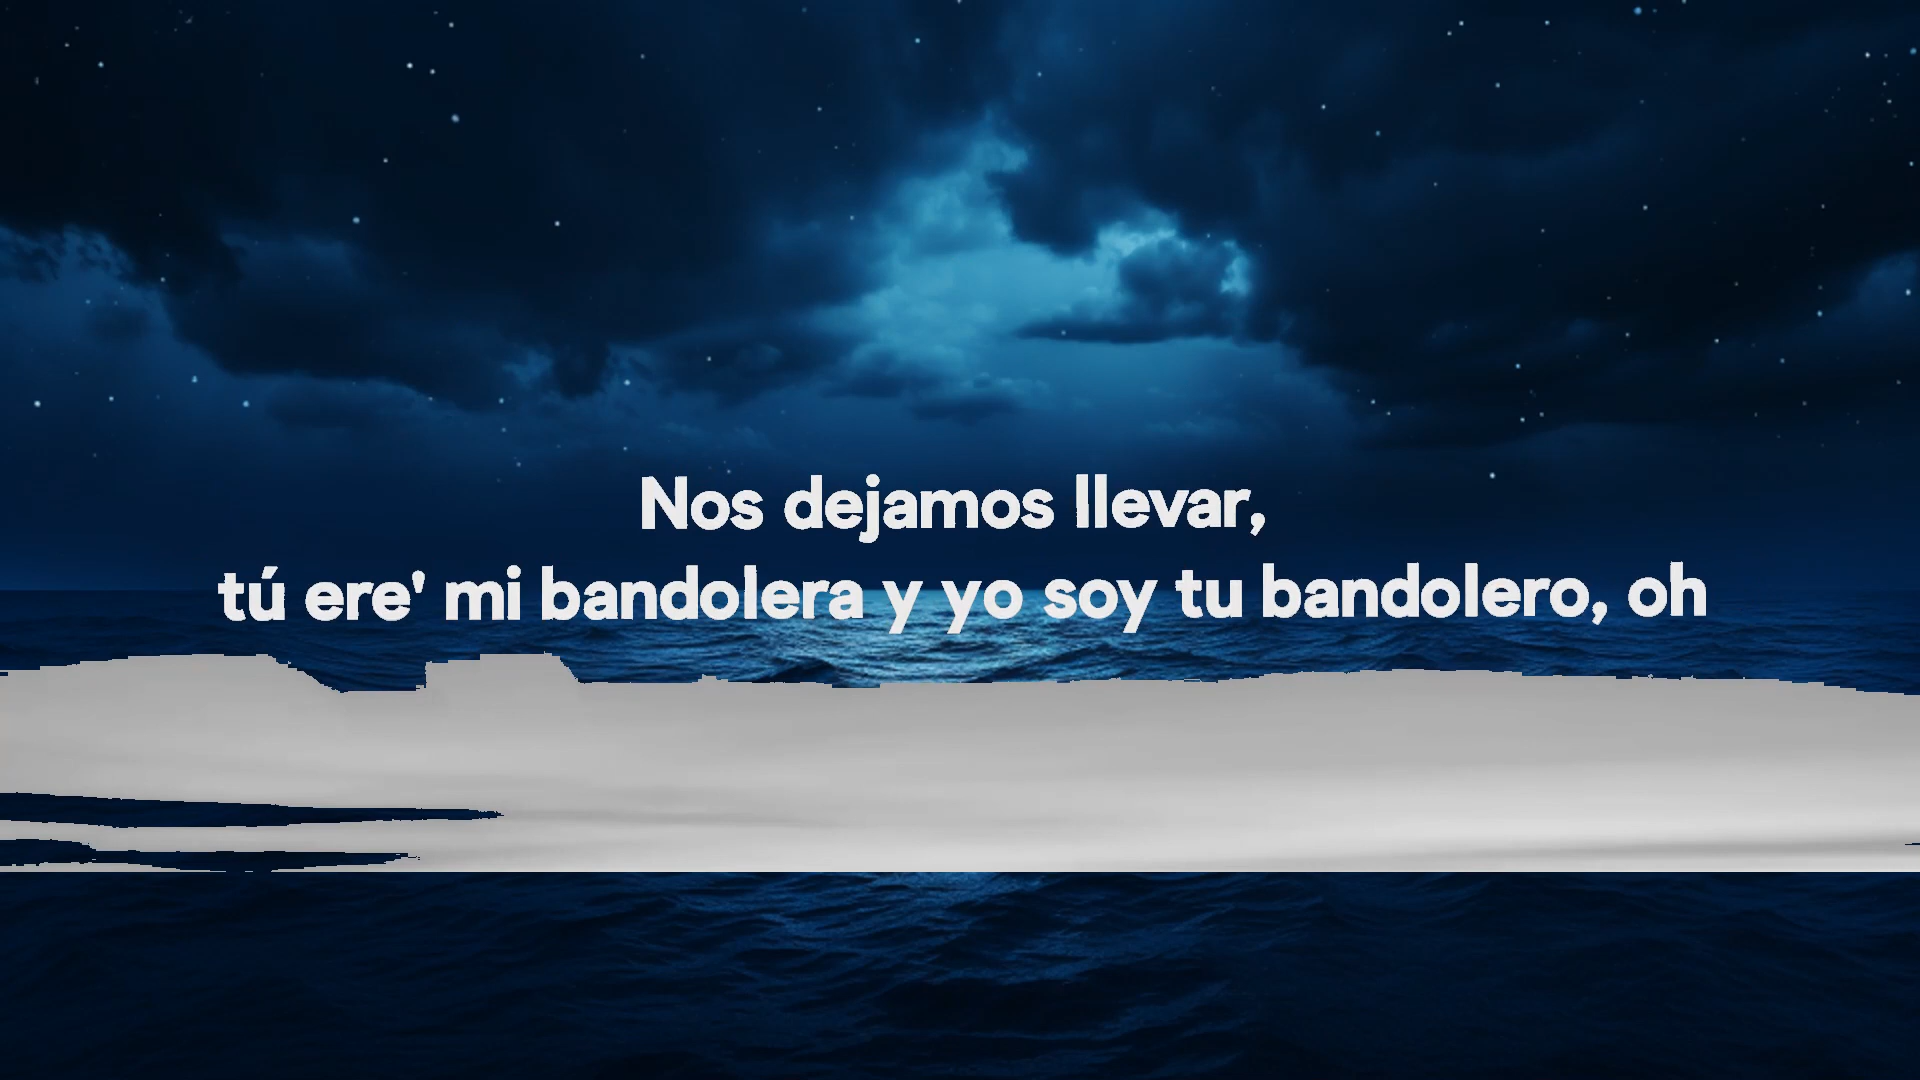 Nos dejamos llevar,
tú ere' mi bandolera y yo soy tu bandolero, oh